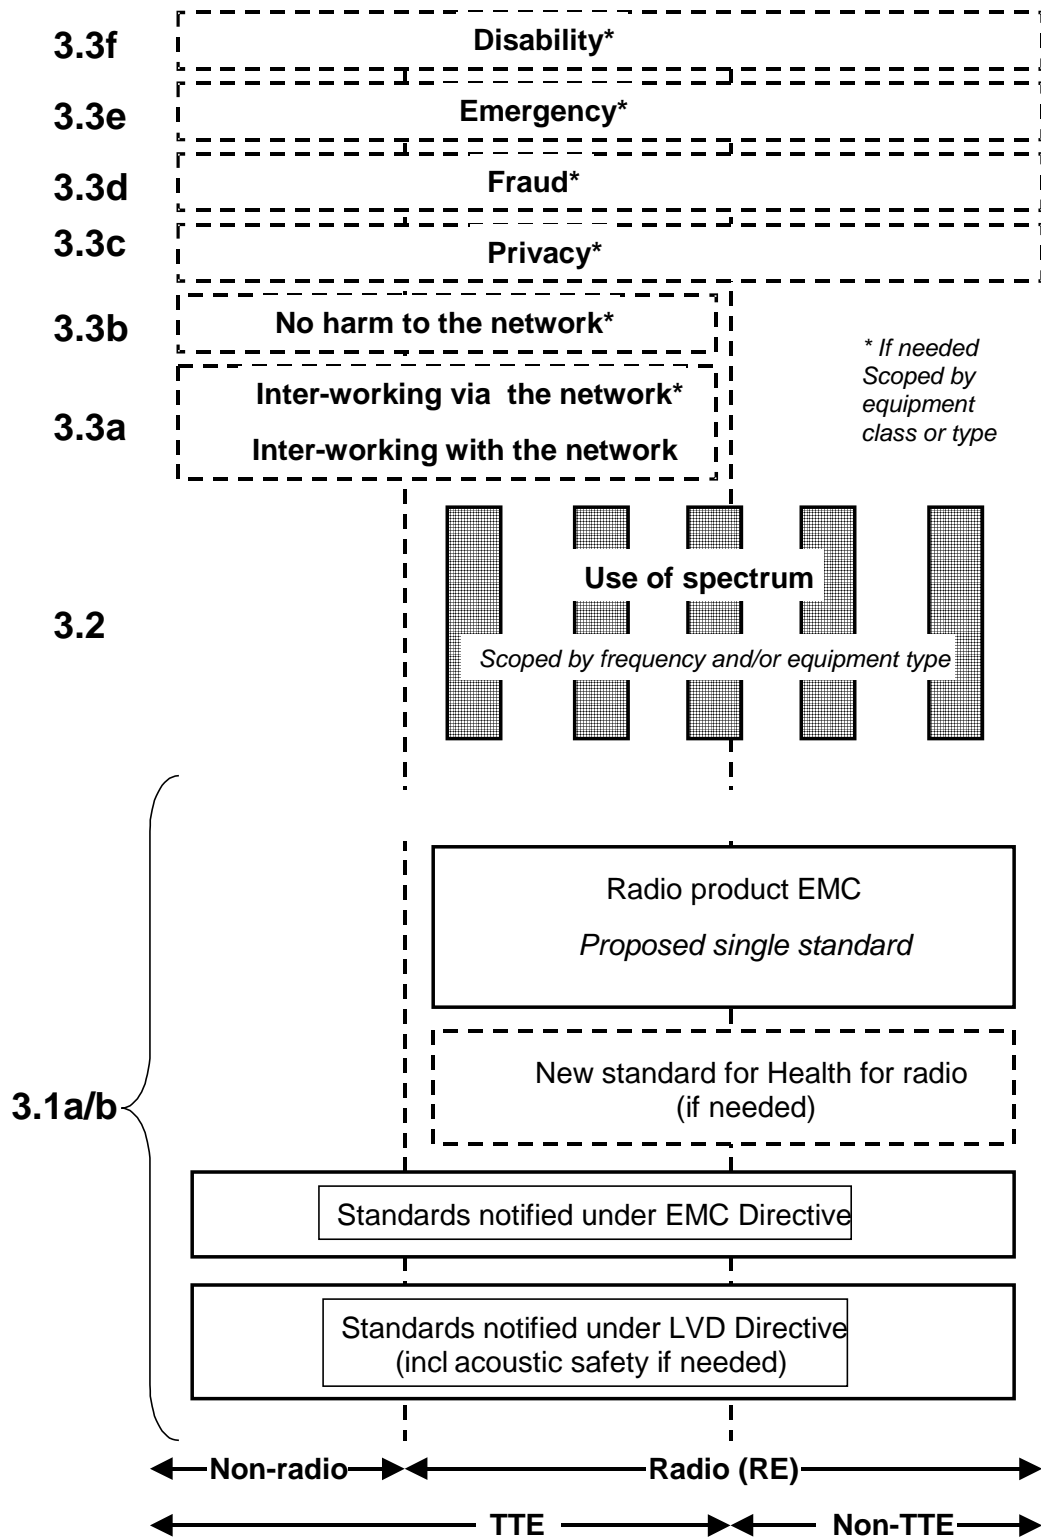 3.3f
Disability*
3.3e
Emergency*
3.3d
Fraud*
3.3c
Privacy*
3.3b
No harm to the network*
* If needed
Scoped by
equipment
class or type
3.3a
Inter-working via the network*
Inter-working with the network
3.2
Use of spectrum
Scoped by frequency and/or equipment type
Radio product EMC
Proposed single standard
New standard for Health for radio
(if needed)
3.1a/b
Standards notified under EMC Directive
Standards notified under LVD Directive
(incl acoustic safety if needed)
Non-radio
Radio (RE)
TTE
Non-TTE